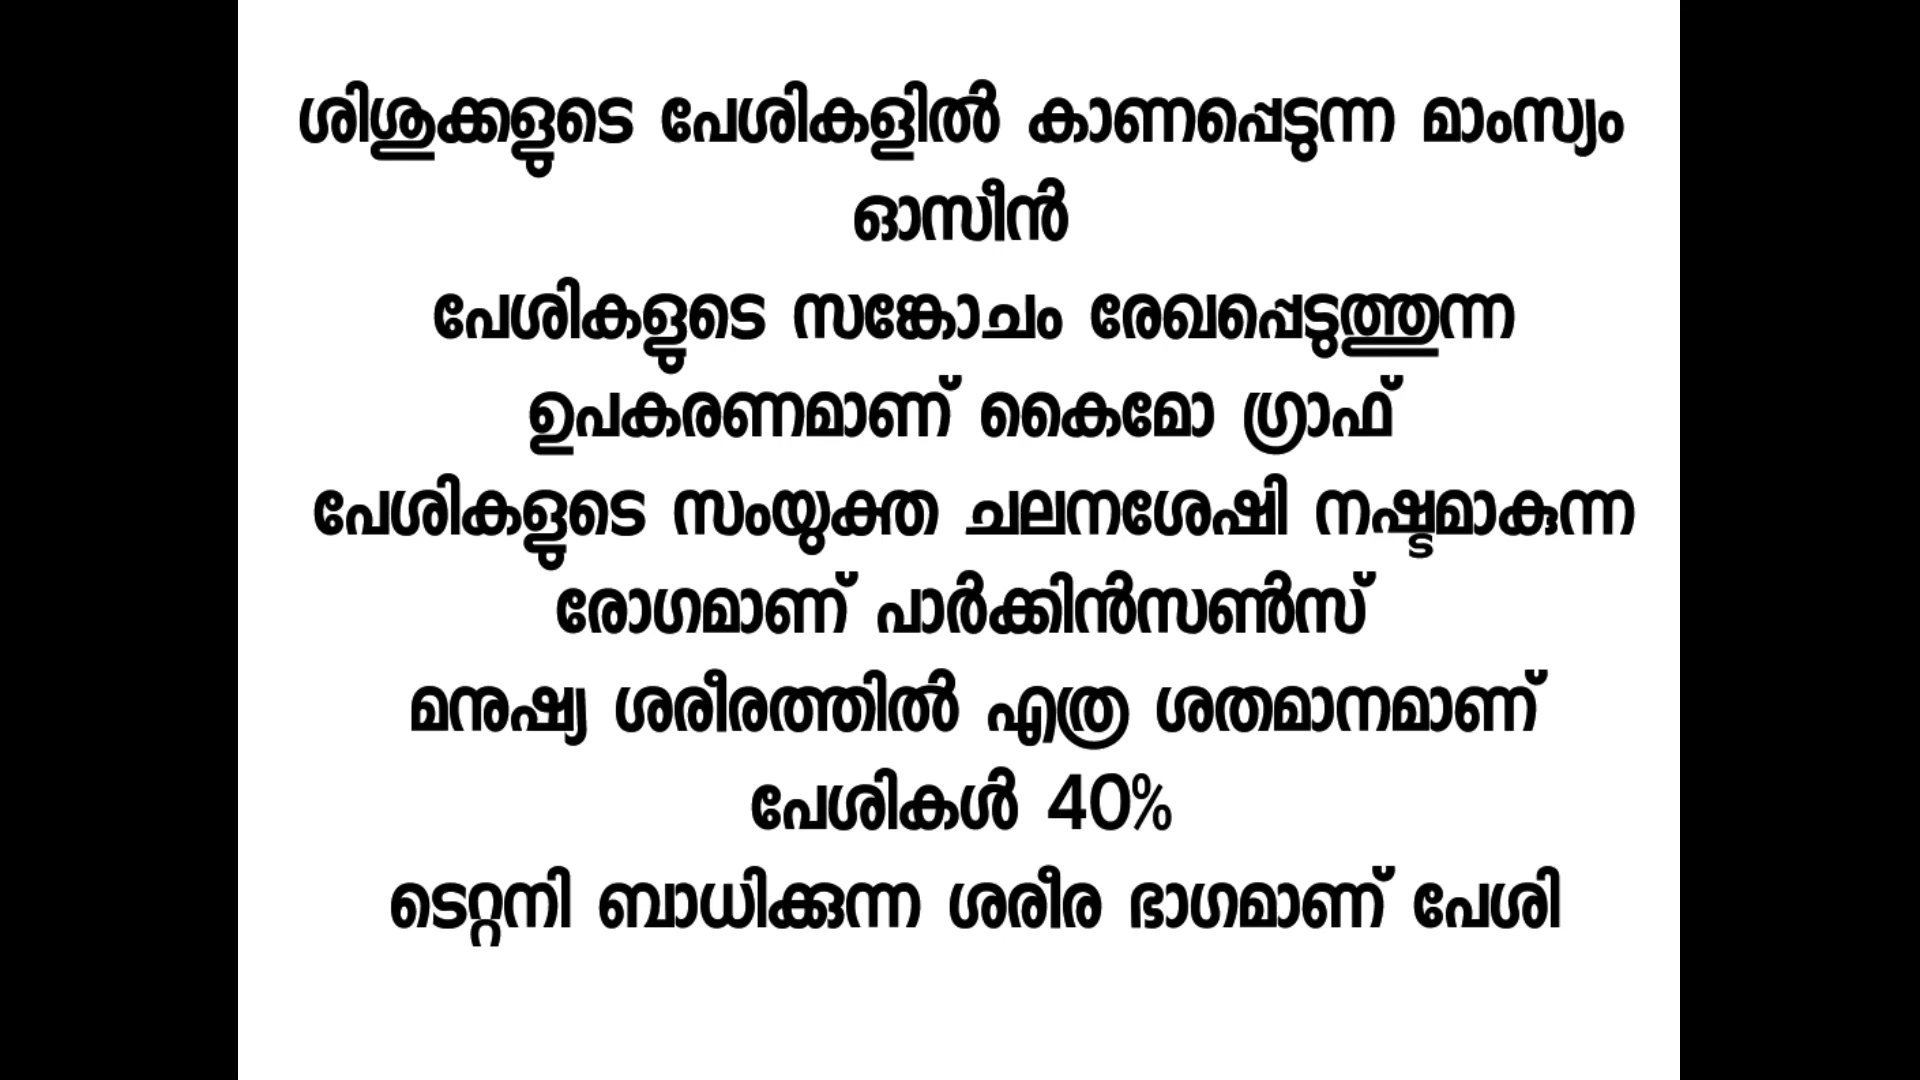 ശിശുക്കളുടെ പേശികളിൽ കാണപ്പെടുന്ന മാംസ്യം
ഓസീൻ
പേശികളുടെ സങ്കോചം രേഖപ്പെടുത്തുന്ന
ഉപകരണമാണ് കൈമോ ഗ്രാഫ്
പേശികളുടെ സംയുക്ത ചലനശേഷി നഷ്ടമാകുന്ന
രോഗമാണ് പാർക്കിൻസൺസ്
മനുഷ്യ ശരീരത്തിൽ എത്ര ശതമാനമാണ്
പേശികൾ 40%
ടെറ്റനി ബാധിക്കുന്ന ശരീര ഭാഗമാണ് പേശി